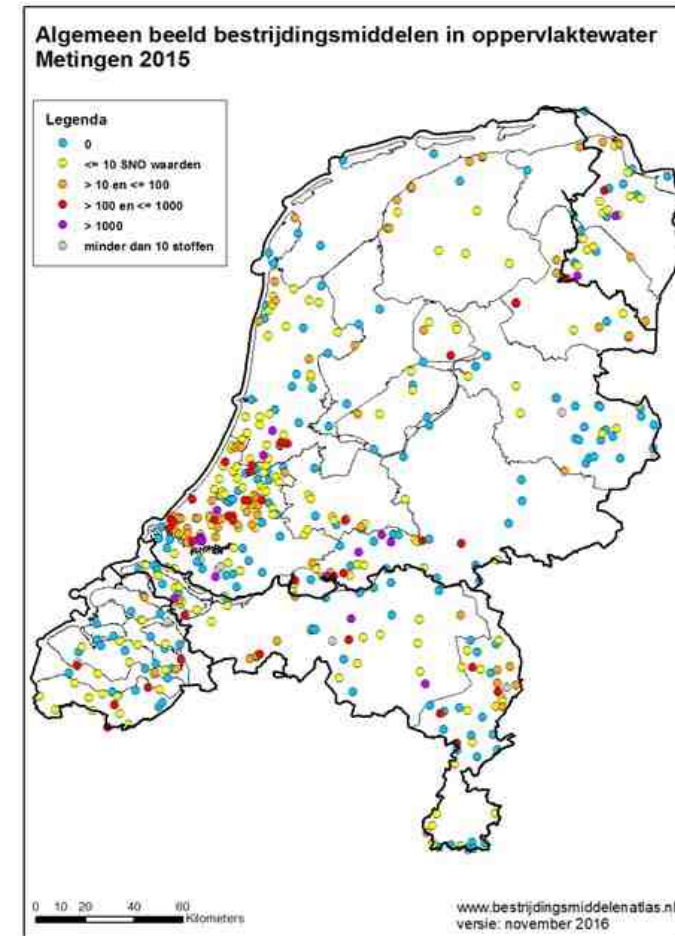 Algemeen beeld bestrijdingsmiddelen in oppervlaktewater
Metingen 2015
Legenda
0
<= 10 SNO waarden
> 10 en <= 100
> 100 en <= 1000
> 1000
minder dan 10 stoffen
0 10 20 40 60
Kilometers
www.bestrijdingsmiddelenatlas.nl
versie: november 2016